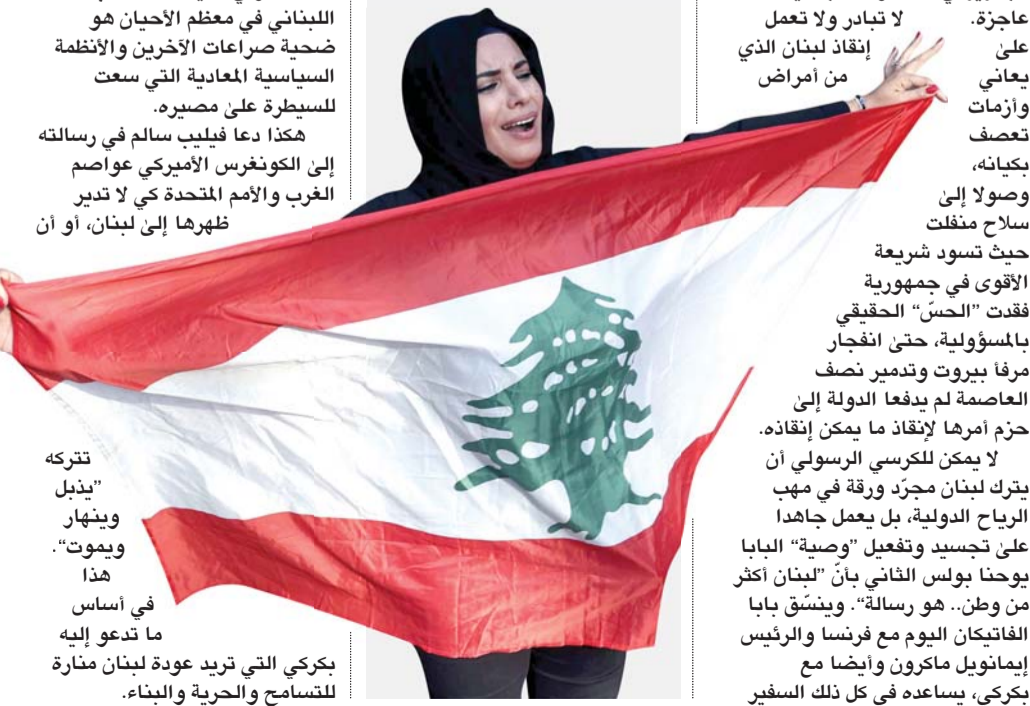 عاجزة. لا تبادر ولا تعمل
علىٰ إنقاذ لبنان الذي
يعاني من أمراض
وأزمات
تعصف
بكيانه،
وصولا إلىٰ
سلاح منفلت
حيث تسود شريعة
الأقوى في جمهورية
فقدت ”الحسّ“ الحقيقي
بالمسؤولية، حتىٰ انفجار
مرفأ بيروت وتدمير نصف
العاصمة لم يدفعا الدولة إلىٰ
حزم أمرها لإنقاذ ما يمكن إنقاذه.
لا يمكن للكرسي الرسولي أن
يترك لبنان مجرّد ورقة في مهب
الرياح الدولية، بل يعمل جاهدا
علىٰ تجسيد وتفعيل ”وصية“ البابا
يوحنا بولس الثاني بأنّ ”لبنان أكثر
من وطن.. هو رسالة“. وينسّق بابا
الفاتيكان اليوم مع فرنسا والرئيس
إيمانويل ماكرون وأيضا مع
بكركي، يساعده في كل ذلك السفير
اللبناني في معظم الأحيان هو
ضحية صراعات الآخرين والأنظمة
السياسية المعادية التي سعت
للسيطرة علىٰ مصيره.
هكذا دعا فيليب سالم في رسالته
إلىٰ الكونغرس الأميركي عواصم
الغرب والأمم المتحدة كي لا تدير
ظهرها إلىٰ لبنان، أو أن
تتركه
”يذبل
وينهار
ويموت“.
هذا
في أساس
ما تدعو إليه
بكركي التي تريد عودة لبنان منارة
للتسامح والحرية والبناء.